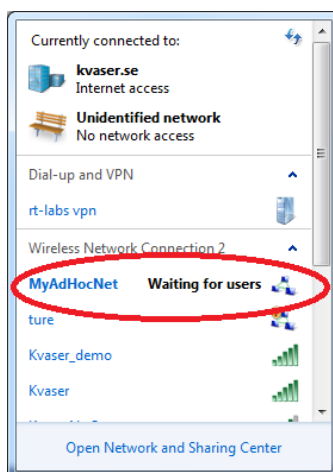 Currently connected to:
kvaser.se
Internet access
Unidentified network
No network access
Dial-up and VPN
rt-labs vpn
Wireless Network Connection 2
MyAdHocNet Waiting for users
ture
Kvaser_demo
Kvaser
Open Network and Sharing Center